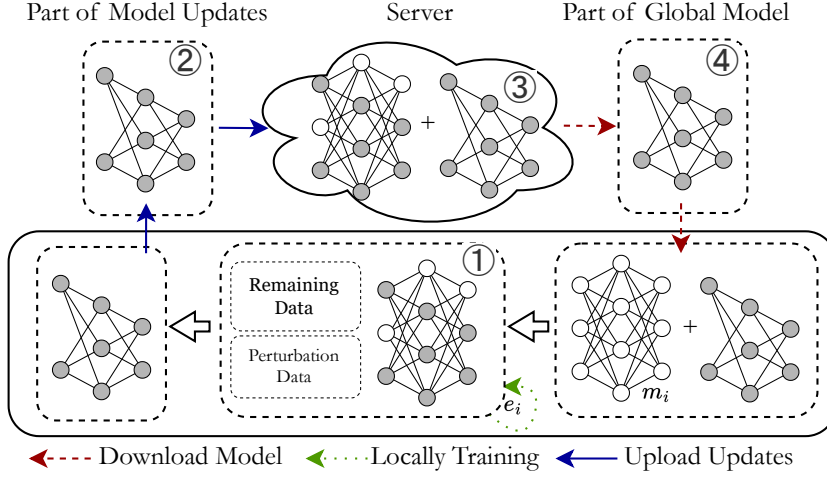 Part of Model Updates
Server
Part of Global Model
②
③
④
+
①
Remaining
Data
Perturbation
Data
+
m_i
e_i
Download Model
Locally Training
Upload Updates